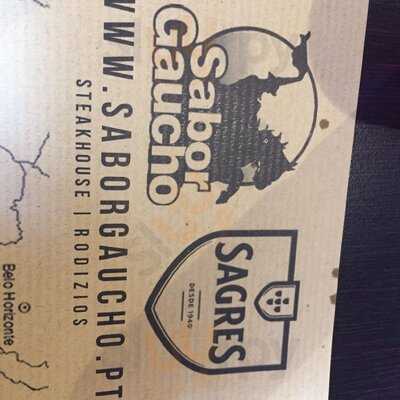 Sabor
Gaucho
WWW.SABORGAUCHO.PT
STEAKHOUSE | RODIZIOS
SAGRES
DESDE 1940
Belo Horizonte